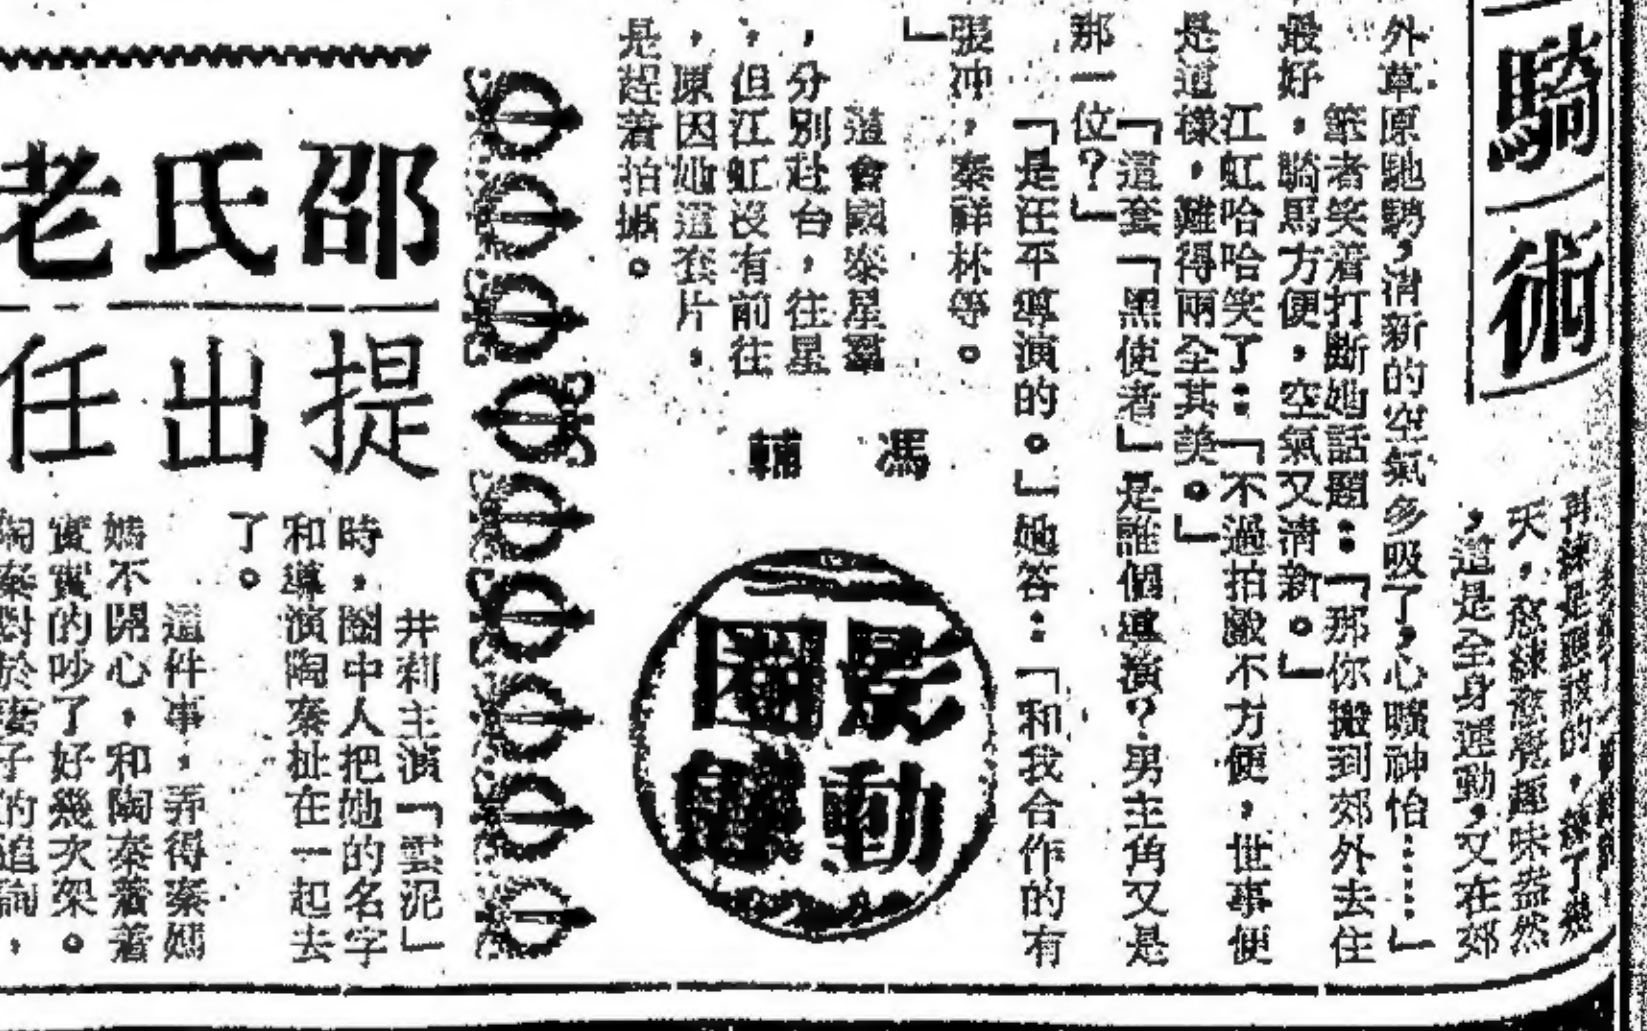 騎術
天，愈練愈覺趣味盎然
，這是全身運動，又在郊
外草原馳騁，清新的空氣多吸了，心曠神怡……」
筆者笑着打斷她話題：「那你搬到郊外去住
最好，騎馬方便，空氣又清新。」
江虹哈哈笑了：「不過拍戲不方便，世事便
是這樣，難得兩全其美。」
「這套「黑使者」是誰個導演？男主角又是
那一位？」
「是汪平導演的。」她答：「和我合作的有
張冲，秦祥林等。
」
這會國泰星羣
，分別赴台，往星
，但江虹沒有前往
，原因她這套片，
是趕着拍攝。
馮輔
影圈動態
邵氏老
提出任
井莉主演「雲泥」
時，圈中人把她的名字
和導演陶秦扯在一起去
了。
這件事，弄得秦媽
媽不開心，和陶秦着着
實實的吵了好幾次架。
陶秦對於妻子的追詢，